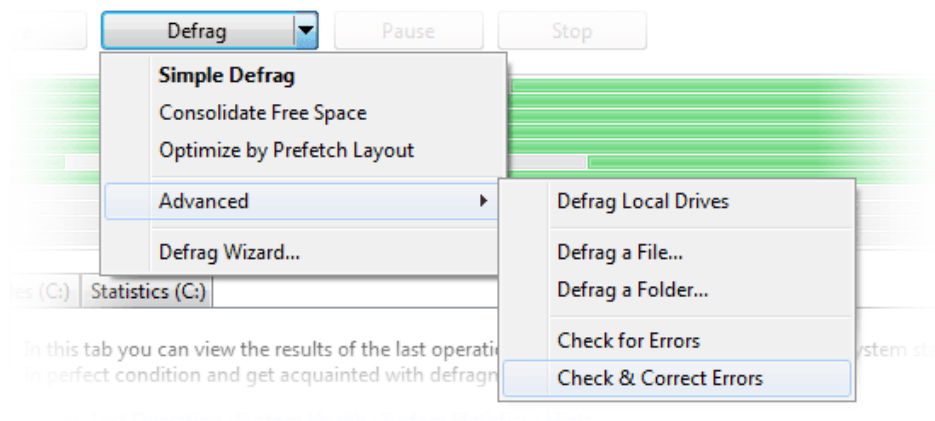 Defrag
Pause
Stop
Simple Defrag
Consolidate Free Space
Optimize by Prefetch Layout
Advanced
Defrag Wizard...
Defrag Local Drives
Defrag a File...
Defrag a Folder...
Check for Errors
Check & Correct Errors
(C:) Statistics (C:)
In this tab you can view the results of the last
in perfect condition and get acquainted with